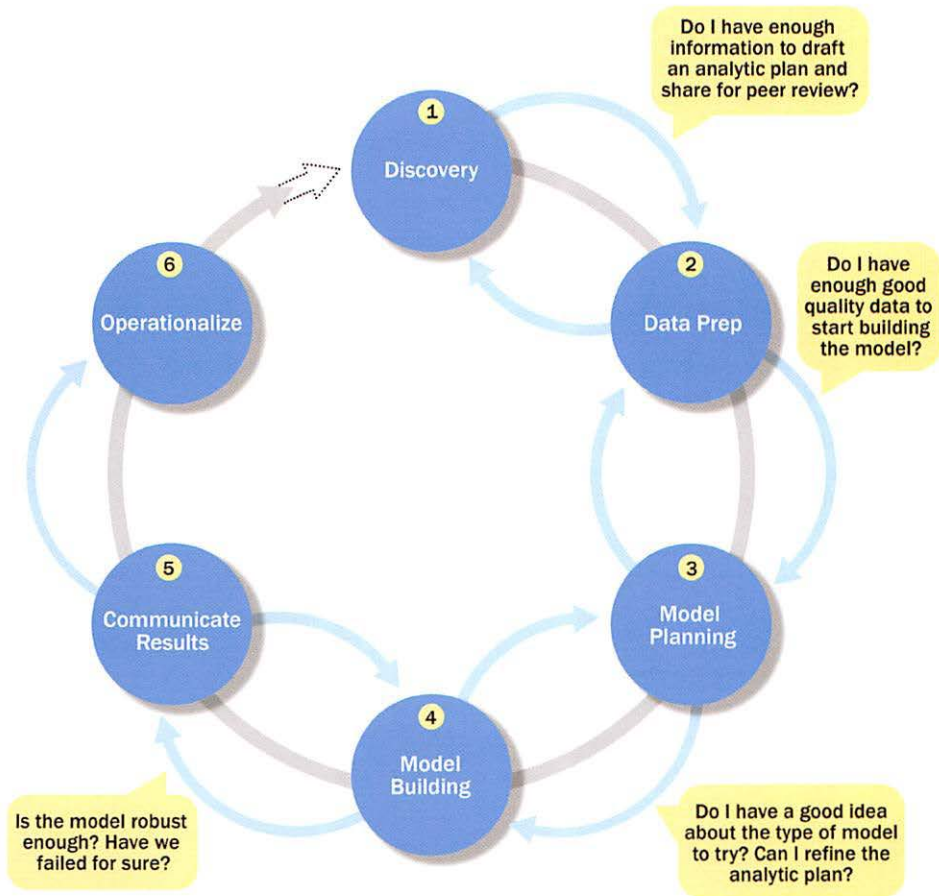 Do I have enough
information to draft
an analytic plan and
share for peer review?
1
Discovery
2
Data Prep
Do I have
enough good
quality data to
start building
the model?
3
Model
Planning
Do I have a good idea
about the type of model
to try? Can I refine the
analytic plan?
4
Model
Building
Is the model robust
enough? Have we
failed for sure?
5
Communicate
Results
6
Operationalize